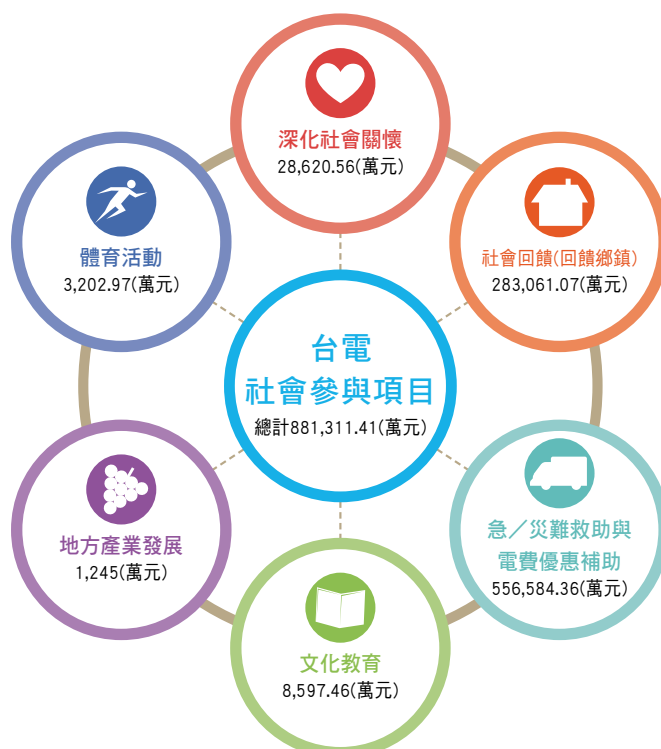 深化社會關懷
28,620.56(萬元)
體育活動
3,202.97(萬元)
社會回饋(回饋鄉鎮)
283,061.07(萬元)
台電
社會參與項目
總計881,311.41(萬元)
地方產業發展
1,245(萬元)
急／災難救助與
電費優惠補助
556,584.36(萬元)
文化教育
8,597.46(萬元)